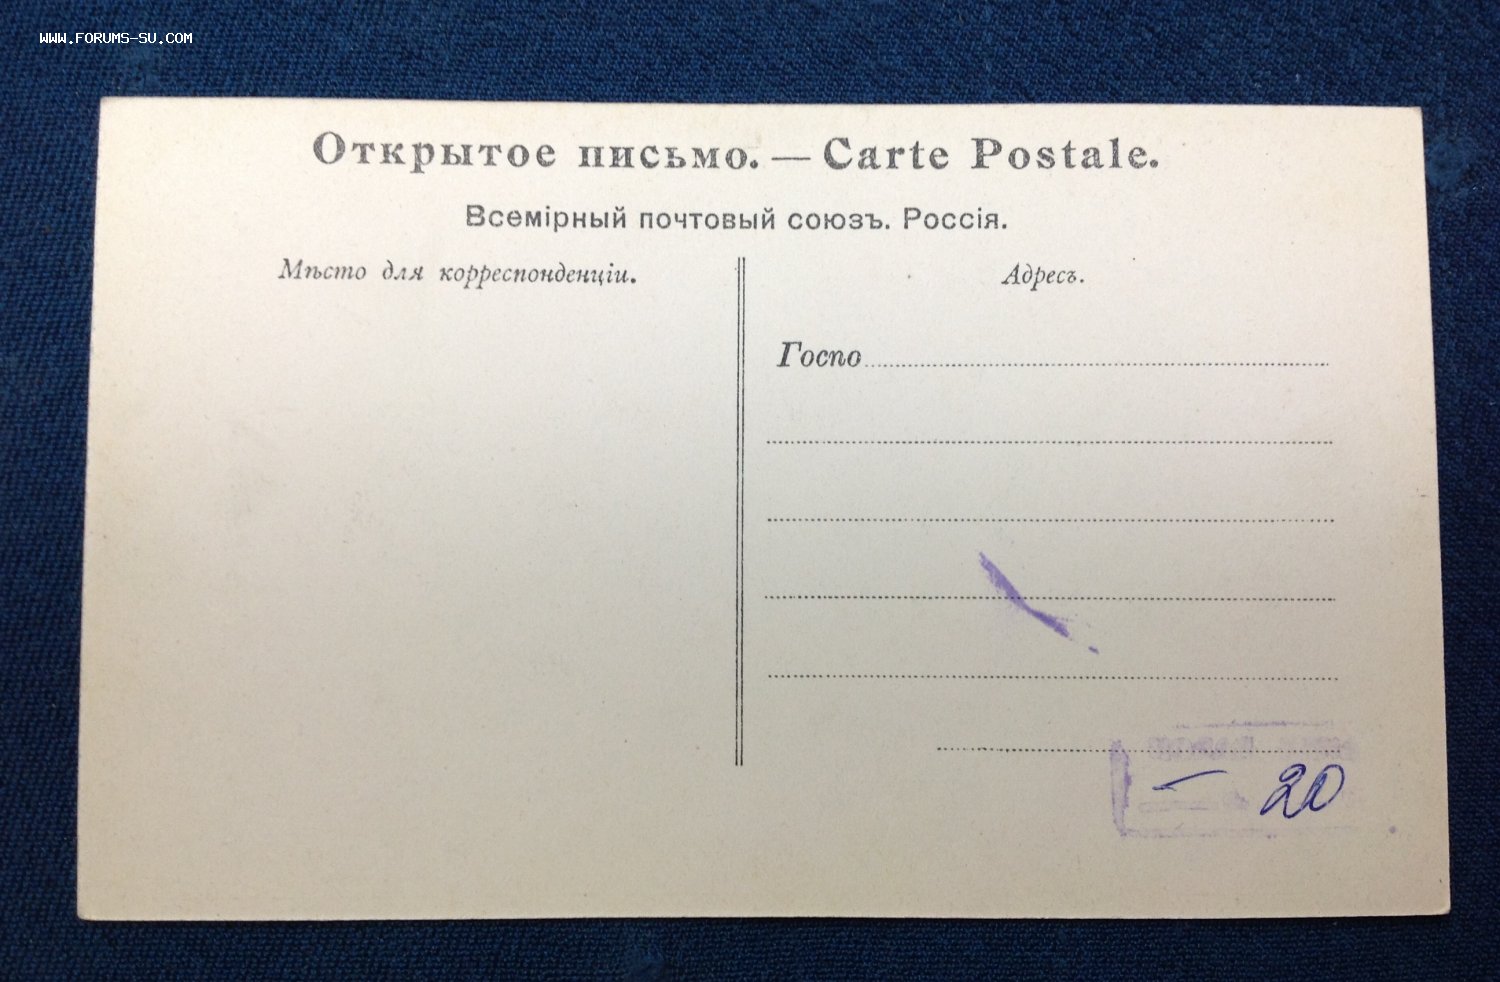 WWW.FORUMS-SU.COM
Открытое письмо. — Carte Postale.
Всемірный почтовый союзъ. Россія.
Мѣсто для корреспонденціи.
Адресъ.
Госпо
— 20